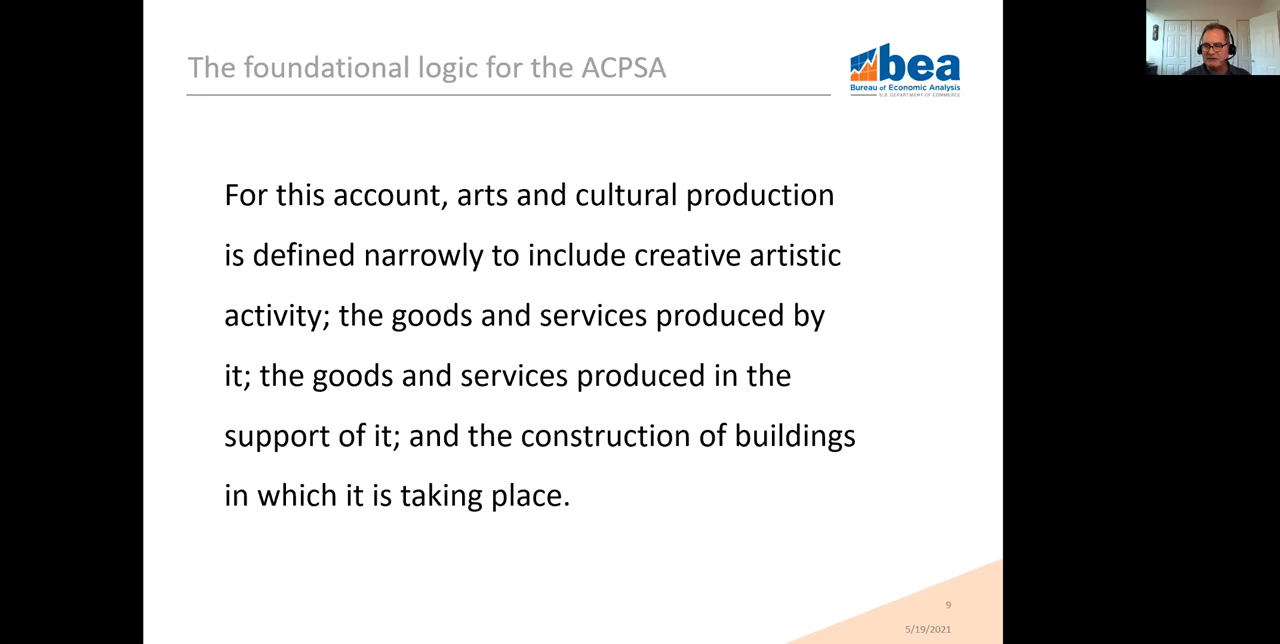 The foundational logic for the ACPSA
bea
Bureau of Economic Analysis
U.S. DEPARTMENT OF COMMERCE
For this account, arts and cultural production
is defined narrowly to include creative artistic
activity; the goods and services produced by
it; the goods and services produced in the
support of it; and the construction of buildings
in which it is taking place.
9
5/19/2021